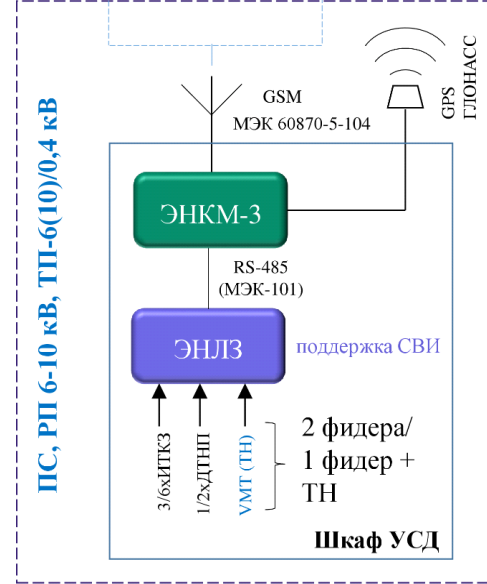 GSM
МЭК 60870-5-104
GPS
ГЛОНАСС
ПС, РП 6-10 кВ, ТП-6(10)/0,4 кВ
ЭНКМ-3
RS-485
(МЭК-101)
ЭНЛЗ
поддержка СВИ
3/6хИТКЗ
1/2хДТНП
VMT (ТН)
2 фидера/
1 фидер +
ТН
Шкаф УСД